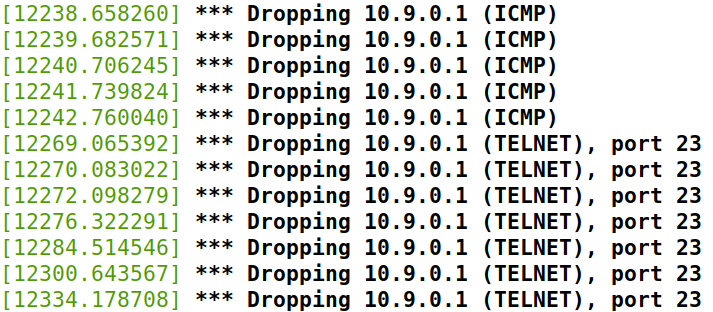 [12238.658260] *** Dropping 10.9.0.1 (ICMP)
[12239.682571] *** Dropping 10.9.0.1 (ICMP)
[12240.706245] *** Dropping 10.9.0.1 (ICMP)
[12241.739824] *** Dropping 10.9.0.1 (ICMP)
[12242.760040] *** Dropping 10.9.0.1 (ICMP)
[12269.065392] *** Dropping 10.9.0.1 (TELNET), port 23
[12270.083022] *** Dropping 10.9.0.1 (TELNET), port 23
[12272.098279] *** Dropping 10.9.0.1 (TELNET), port 23
[12276.322291] *** Dropping 10.9.0.1 (TELNET), port 23
[12284.514546] *** Dropping 10.9.0.1 (TELNET), port 23
[12300.643567] *** Dropping 10.9.0.1 (TELNET), port 23
[12334.178708] *** Dropping 10.9.0.1 (TELNET), port 23